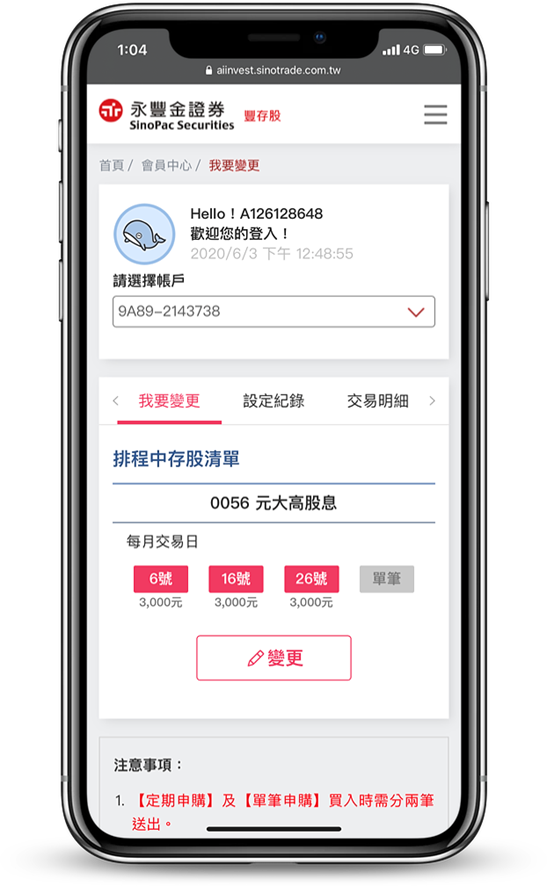 1:04
4G
aiinvest.sinotrade.com.tw
永豐金證券
SinoPac Securities
豐存股
首頁 / 會員中心 / 我要變更
Hello！A126128648
歡迎您的登入！
2020/6/3 下午 12:48:55
請選擇帳戶
9A89-2143738
我要變更 設定紀錄 交易明細
排程中存股清單
0056 元大高股息
每月交易日
6號 16號 26號 單筆
3,000元 3,000元 3,000元
變更
注意事項：
1. 【定期申購】及【單筆申購】買入時需分兩筆
送出。